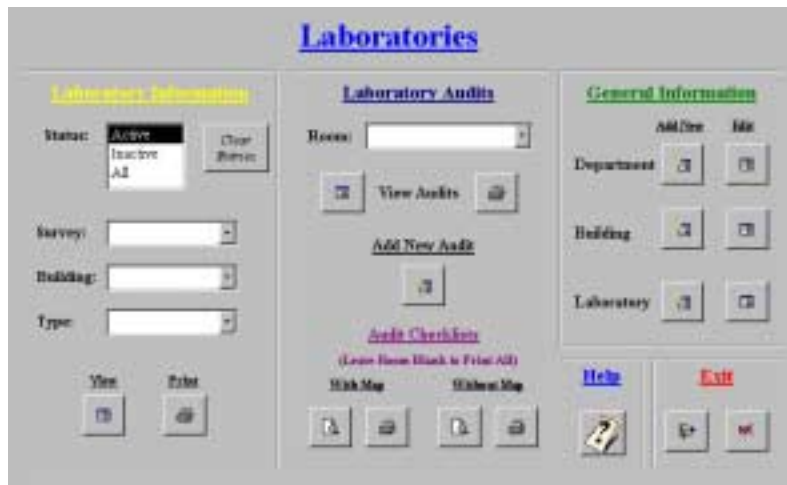 Laboratories
Laboratory Information
Status:
Active
Inactive
All
Clear
Survey:
Building:
Type:
View
Print
Laboratory Audits
Room:
View Audits
Add New Audit
Audit Checklists
(Leave Room Blank to Print All)
With Map
Without Map
General Information
Add New
Edit
Department
Building
Laboratory
Help
Exit